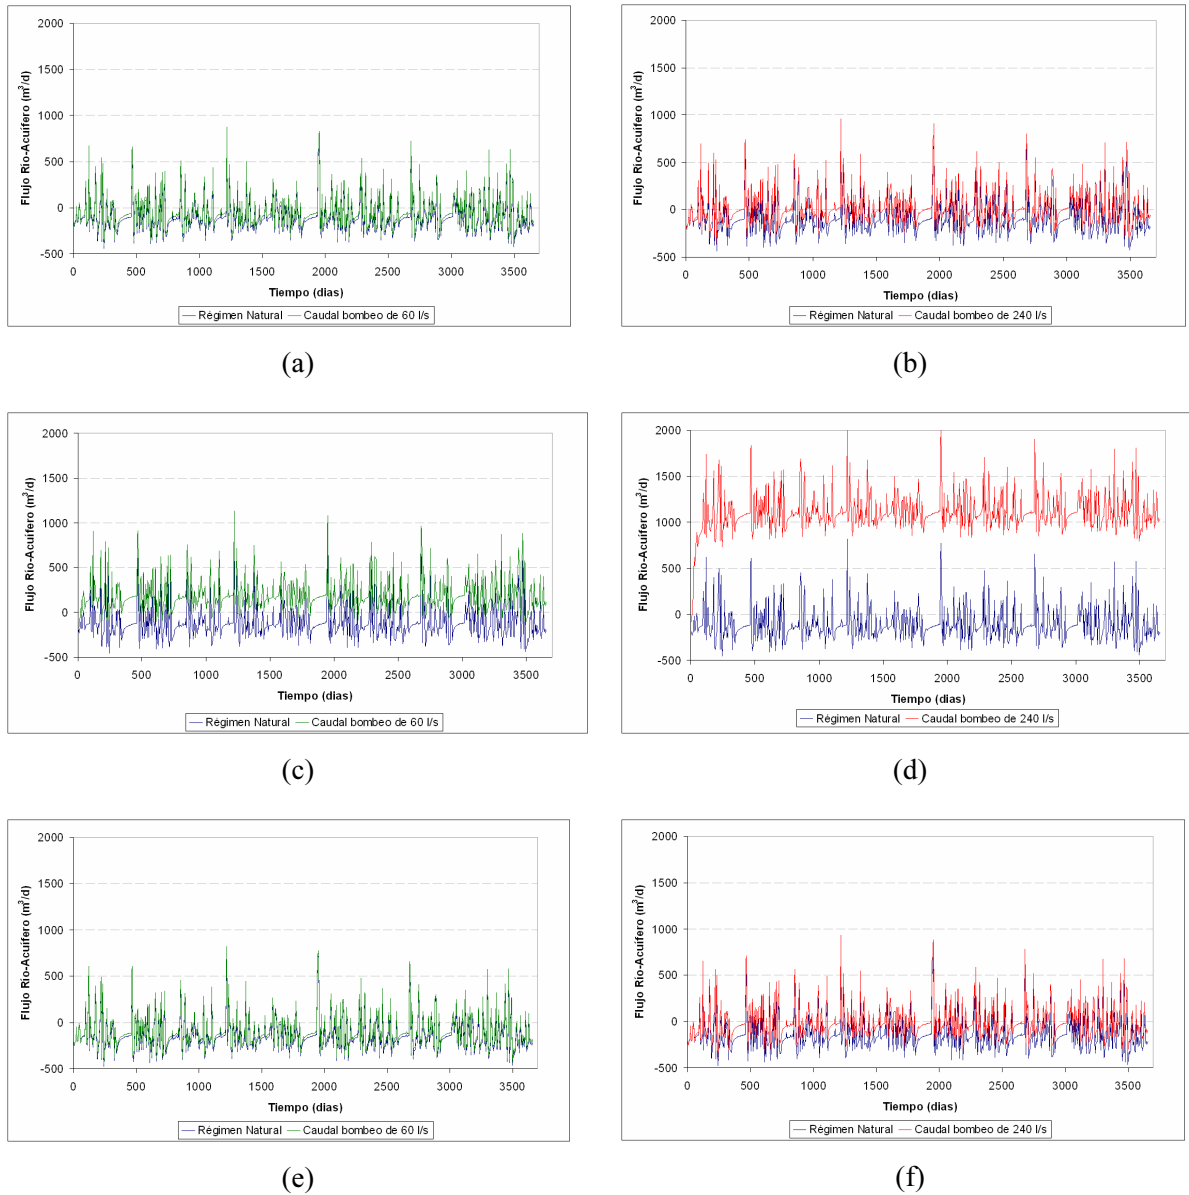 2000
1500
1000
500
0
-500
Flujo Rio-Acuífero (m³/d)
0 500 1000 1500 2000 2500 3000 3500
Tiempo (dias)
Régimen Natural Caudal bombeo de 60 l/s
(a)
2000
1500
1000
500
0
-500
Flujo Rio-Acuífero (m³/d)
0 500 1000 1500 2000 2500 3000 3500
Tiempo (dias)
Régimen Natural Caudal bombeo de 240 l/s
(b)
2000
1500
1000
500
0
-500
Flujo Rio-Acuífero (m³/d)
0 500 1000 1500 2000 2500 3000 3500
Tiempo (dias)
Régimen Natural Caudal bombeo de 60 l/s
(c)
2000
1500
1000
500
0
-500
Flujo Rio-Acuífero (m³/d)
0 500 1000 1500 2000 2500 3000 3500
Tiempo (dias)
Régimen Natural Caudal bombeo de 240 l/s
(d)
2000
1500
1000
500
0
-500
Flujo Rio-Acuífero (m³/d)
0 500 1000 1500 2000 2500 3000 3500
Tiempo (dias)
Régimen Natural Caudal bombeo de 60 l/s
(e)
2000
1500
1000
500
0
-500
Flujo Rio-Acuífero (m³/d)
0 500 1000 1500 2000 2500 3000 3500
Tiempo (dias)
Régimen Natural Caudal bombeo de 240 l/s
(f)